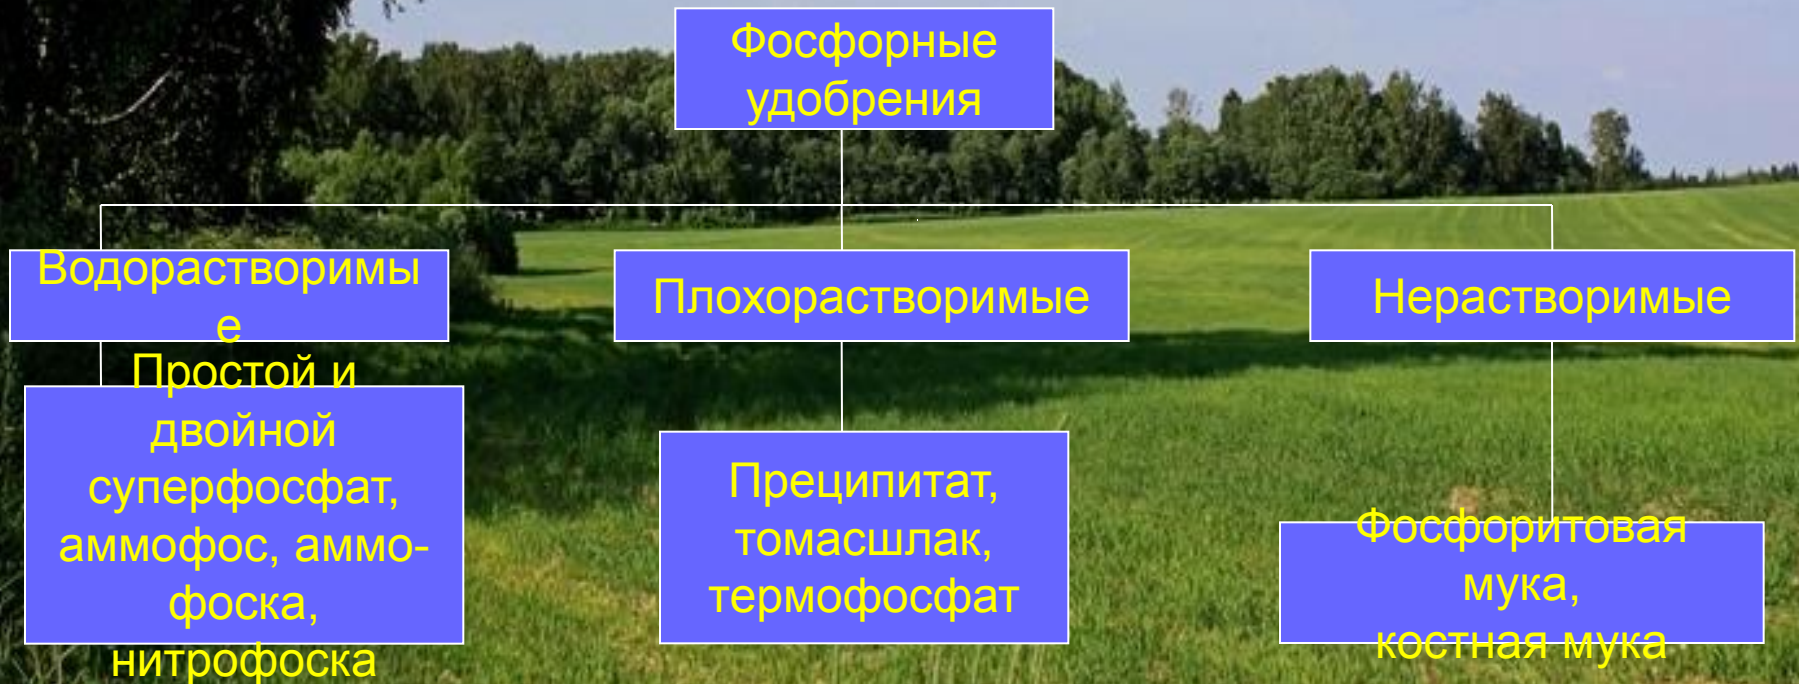 Фосфорные
удобрения
Водорастворимы
е
Плохорастворимые
Нерастворимые
Простой и
двойной
суперфосфат,
аммофос, аммо-
фоска,
нитрофоска
Преципитат,
томасшлак,
термофосфат
Фосфоритовая
мука,
костная мука